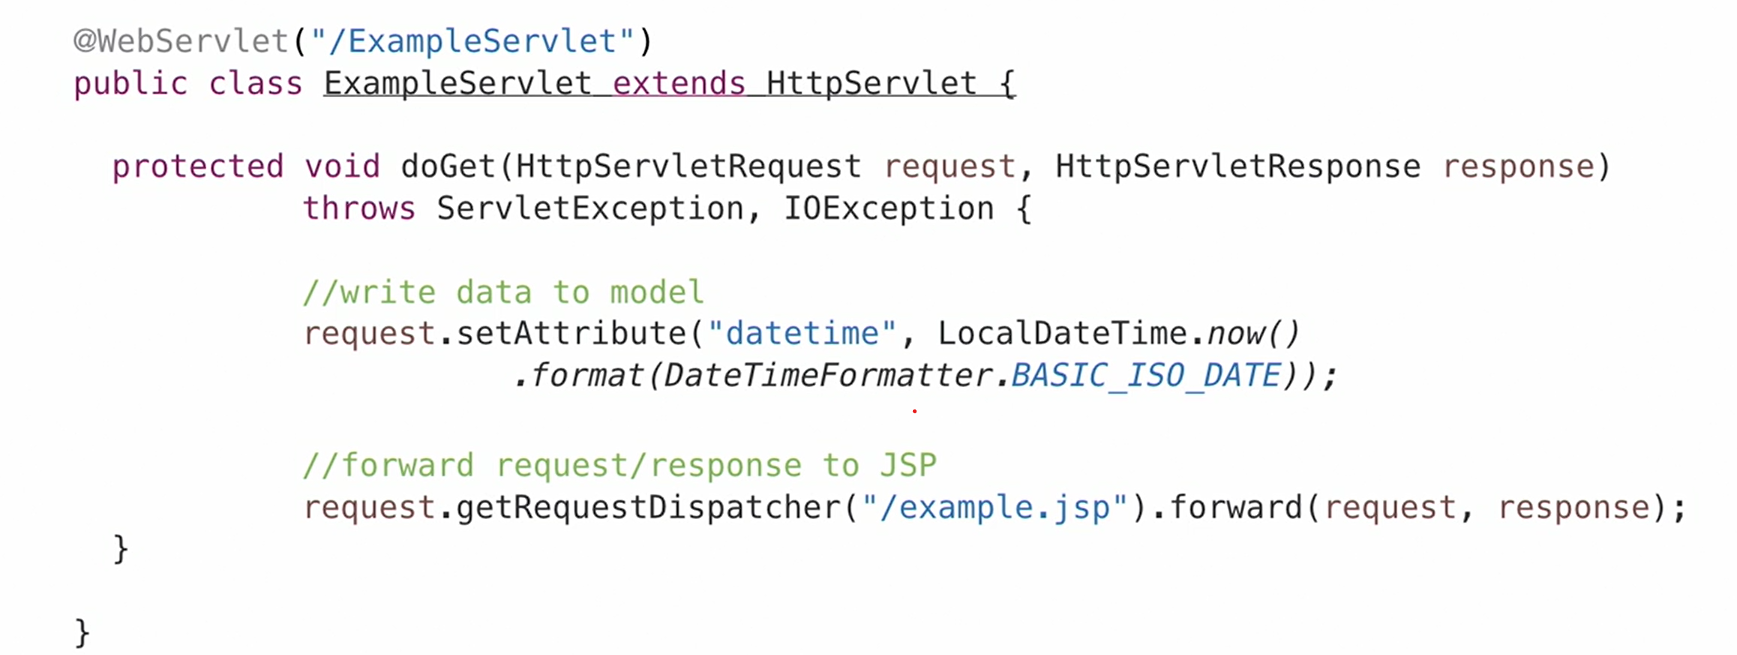 @WebServlet("/ExampleServlet")
public class ExampleServlet extends HttpServlet {
protected void doGet(HttpServletRequest request, HttpServletResponse response)
throws ServletException, IOException {
//write data to model
request.setAttribute("datetime", LocalDateTime.now()
.format(DateTimeFormatter.BASIC_ISO_DATE));
//forward request/response to JSP
request.getRequestDispatcher("/example.jsp").forward(request, response);
}
}